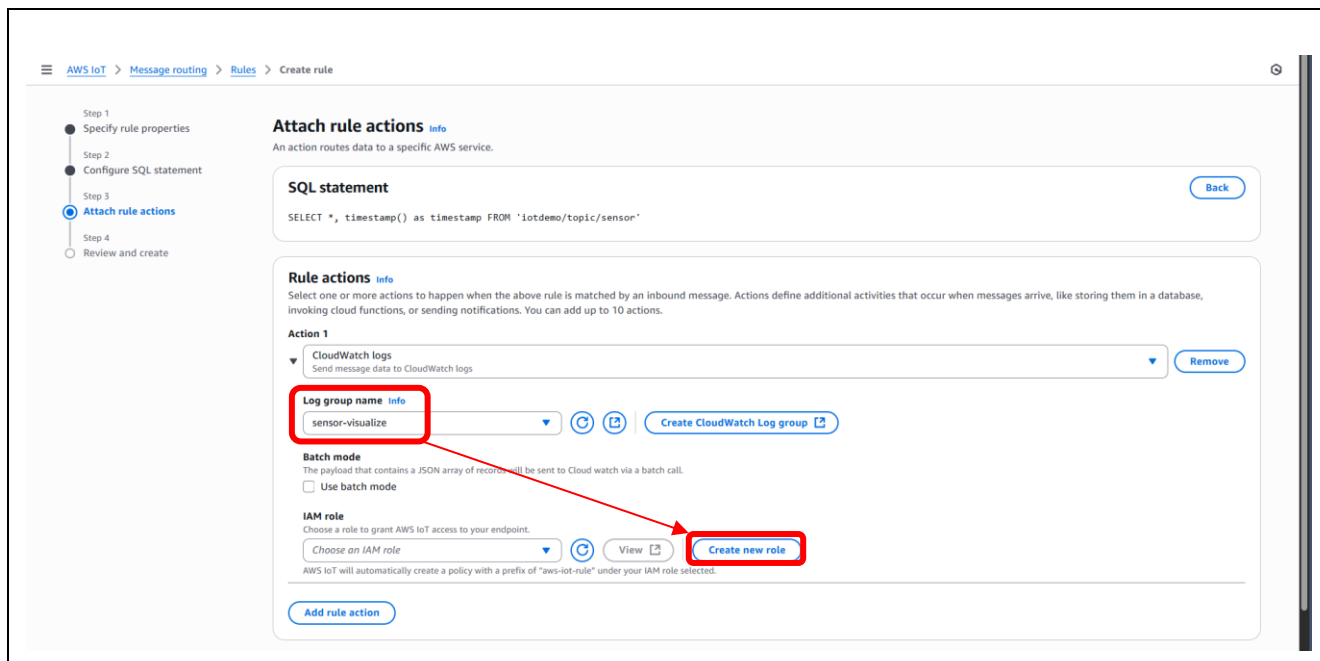 AWS IoT > Message routing > Rules > Create rule
Step 1
Specify rule properties
Step 2
Configure SQL statement
Step 3
Attach rule actions
Step 4
Review and create
Attach rule actions Info
An action routes data to a specific AWS service.
SQL statement
Back
SELECT *, timestamp() as timestamp FROM 'iotdemo/topic/sensor'
Rule actions Info
Select one or more actions to happen when the above rule is matched by an inbound message. Actions define additional activities that occur when messages arrive, like storing them in a database,
invoking cloud functions, or sending notifications. You can add up to 10 actions.
Action 1
CloudWatch logs
Send message data to CloudWatch logs
Remove
Log group name Info
sensor-visualize
Create CloudWatch Log group
Batch mode
The payload that contains a JSON array of records will be sent to Cloud watch via a batch call.
Use batch mode
IAM role
Choose a role to grant AWS IoT access to your endpoint.
Choose an IAM role
View
Create new role
AWS IoT will automatically create a policy with a prefix of "aws-iot-rule" under your IAM role selected.
Add rule action